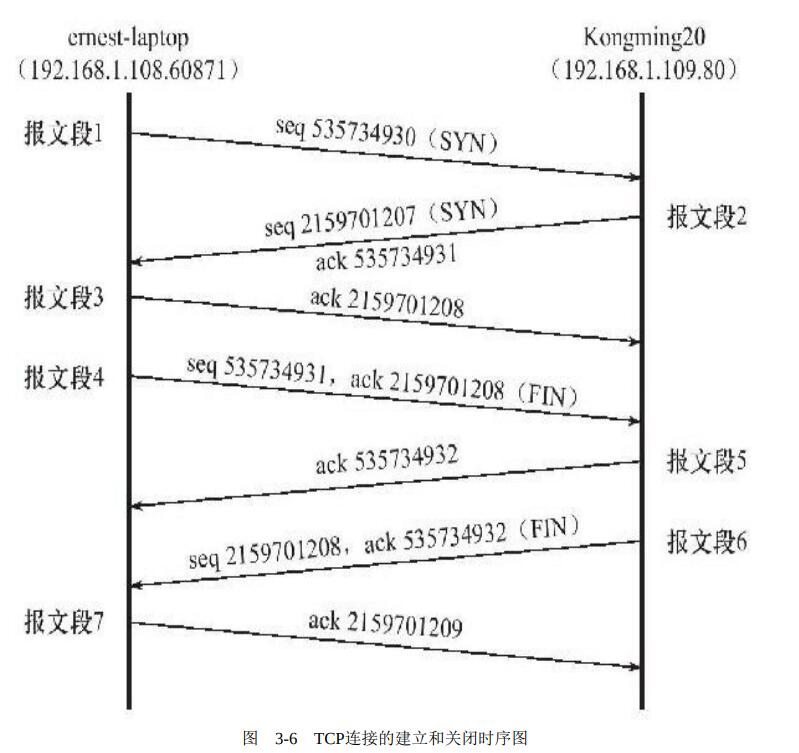 ernest-laptop
(192.168.1.108.60871)
Kongming20
(192.168.1.109.80)
报文段1
seq 535734930(SYN)
seq 2159701207(SYN)
报文段2
ack 535734931
报文段3
ack 2159701208
报文段4
seq 535734931, ack 2159701208(FIN)
ack 535734932
报文段5
seq 2159701208, ack 535734932(FIN)
报文段6
报文段7
ack 2159701209
图 3-6 TCP连接的建立和关闭时序图